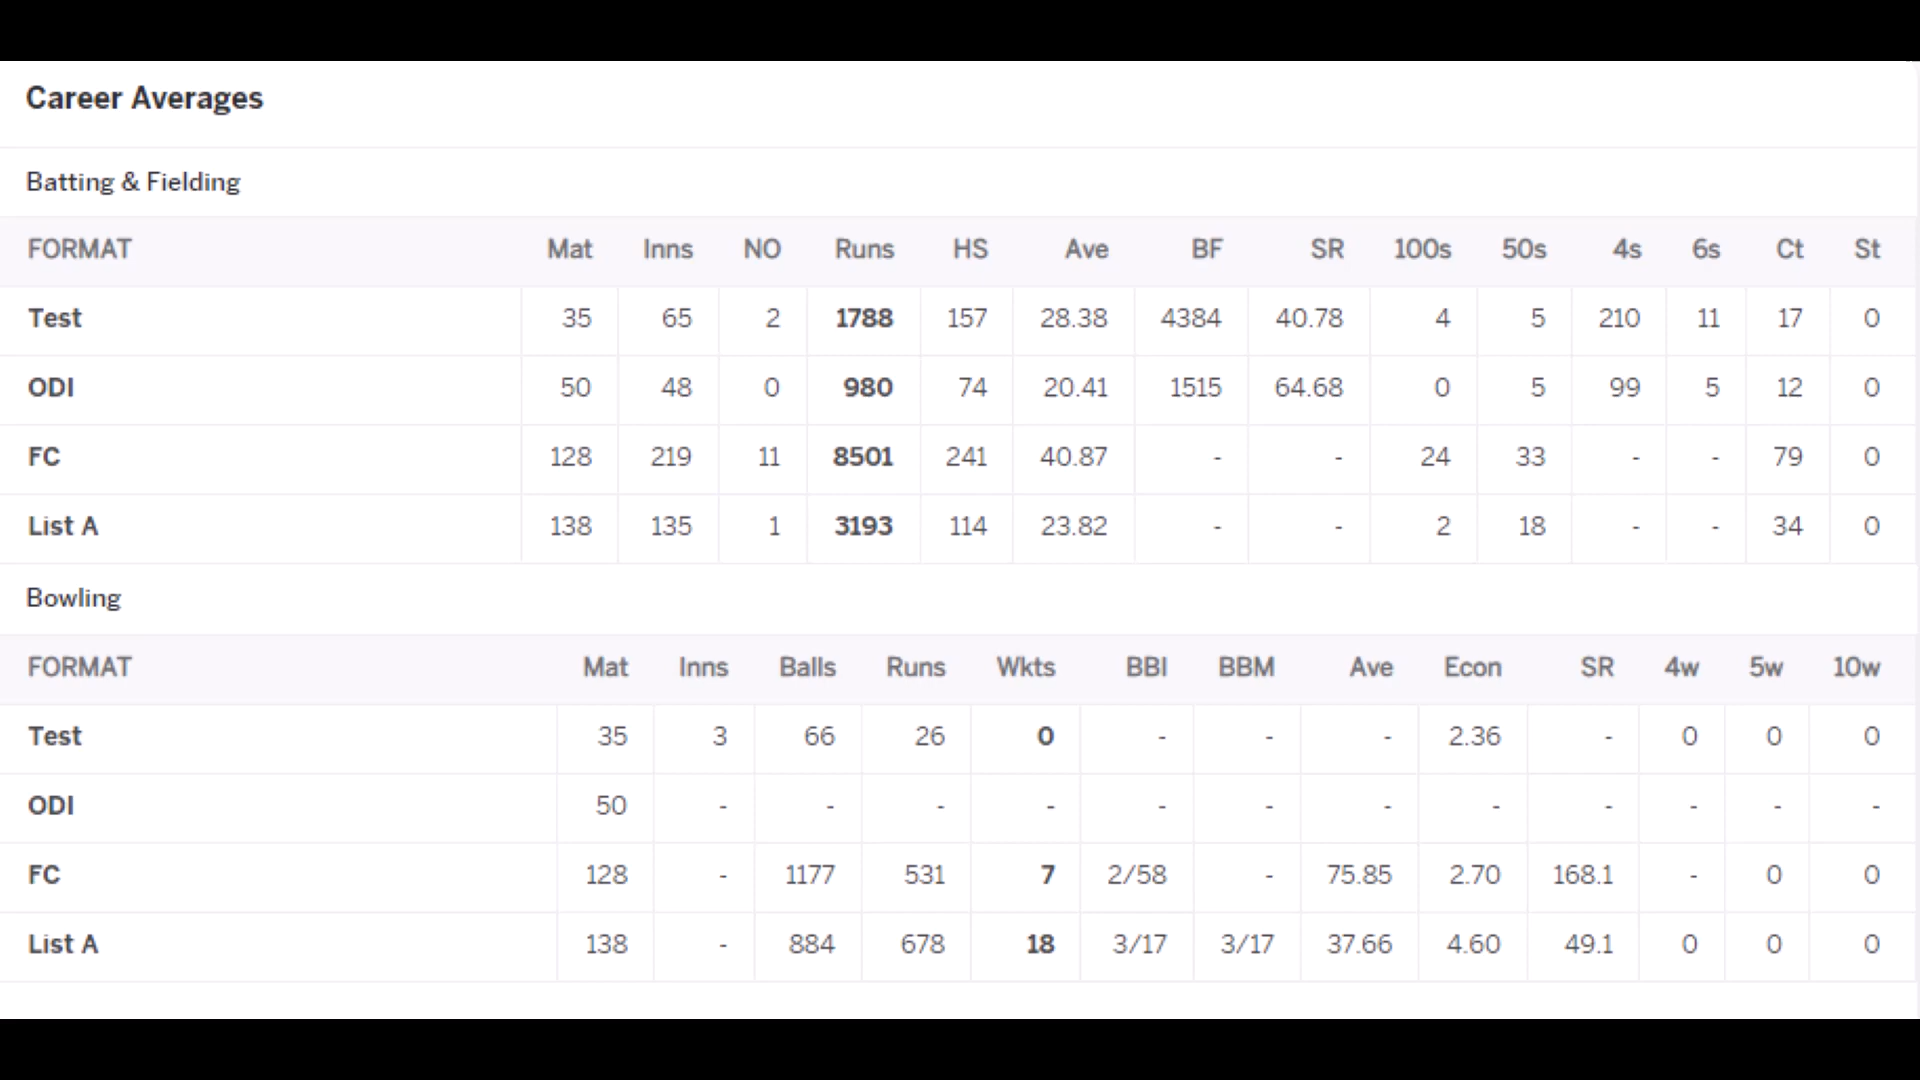 Career Averages
Batting & Fielding
FORMAT Mat Inns NO Runs HS Ave BF SR 100s 50s 4s 6s Ct St
Test 35 65 2 1788 157 28.38 4384 40.78 4 5 210 11 17 0
ODI 50 48 0 980 74 20.41 1515 64.68 0 5 99 5 12 0
FC 128 219 11 8501 241 40.87 - - 24 33 - - 79 0
List A 138 135 1 3193 114 23.82 - - 2 18 - - 34 0
Bowling
FORMAT Mat Inns Balls Runs Wkts BBI BBM Ave Econ SR 4w 5w 10w
Test 35 3 66 26 0 - - - 2.36 - 0 0 0
ODI 50 - - - - - - - - - - - -
FC 128 - 1177 531 7 2/58 - 75.85 2.70 168.1 - 0 0
List A 138 - 884 678 18 3/17 3/17 37.66 4.60 49.1 0 0 0